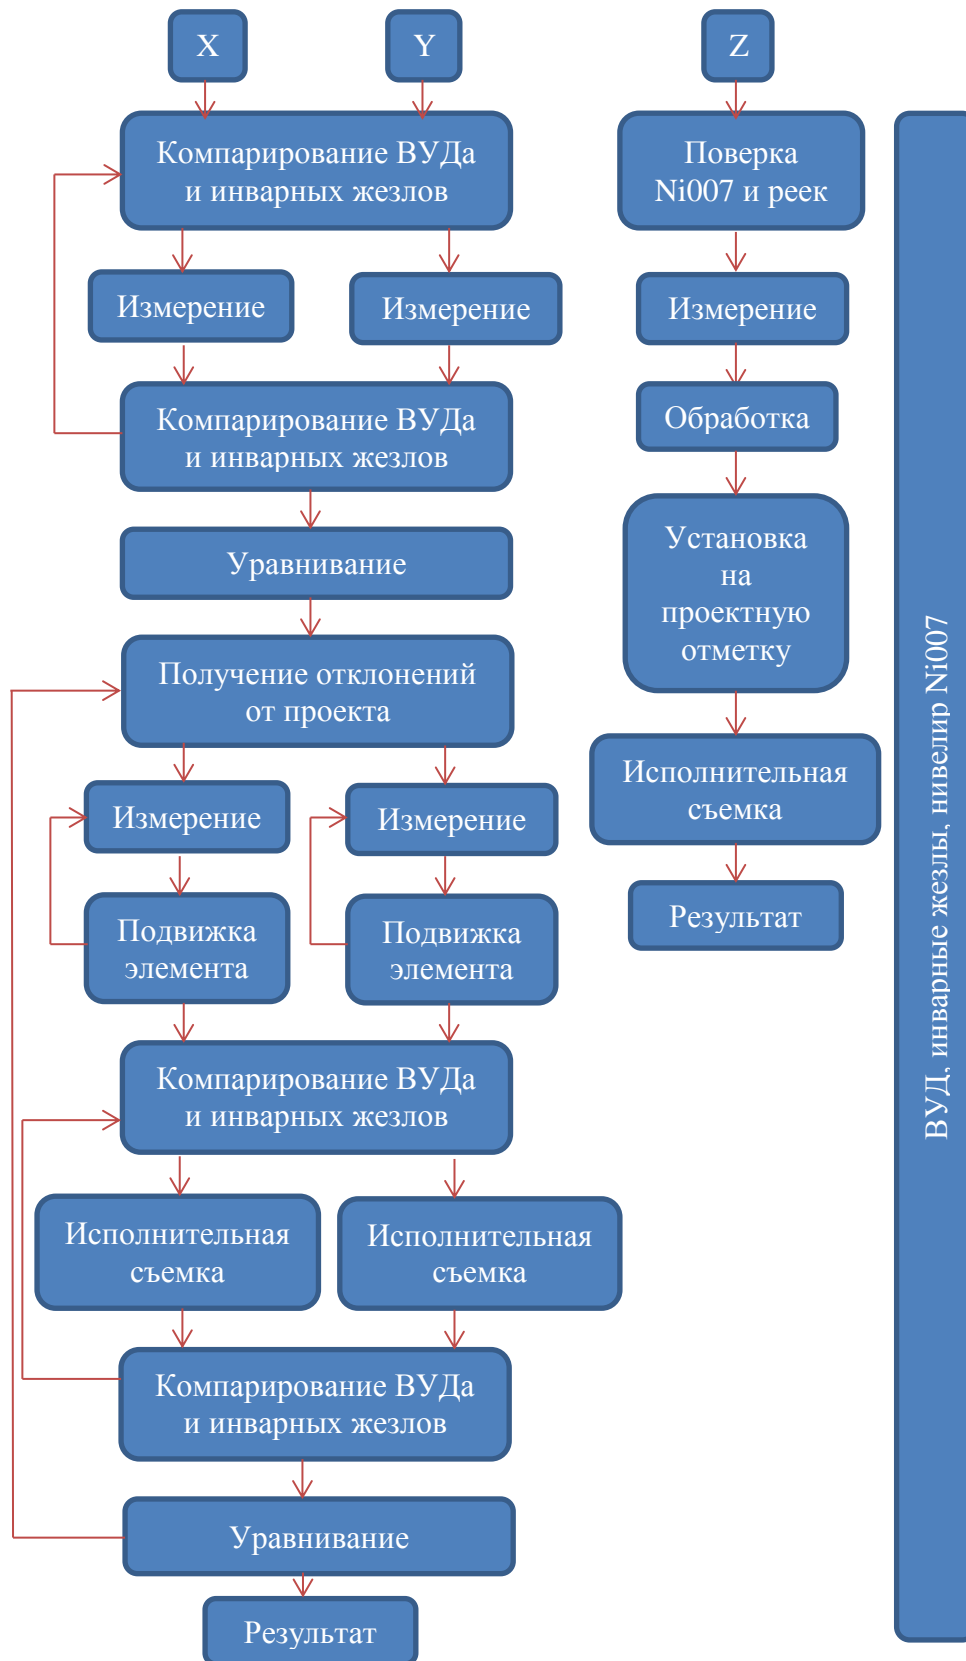 X
Y
Z
Компарирование ВУДа
и инварных жезлов
Поверка
Ni007 и реек
Измерение
Измерение
Измерение
Компарирование ВУДа
и инварных жезлов
Обработка
Уравнивание
Установка
на
проектную
отметку
Получение отклонений
от проекта
Исполнительная
съемка
Измерение
Измерение
Результат
Подвижка
элемента
Подвижка
элемента
Компарирование ВУДа
и инварных жезлов
Исполнительная
съемка
Исполнительная
съемка
Компарирование ВУДа
и инварных жезлов
Уравнивание
Результат
ВУД, инварные жезлы, нивелир Ni007